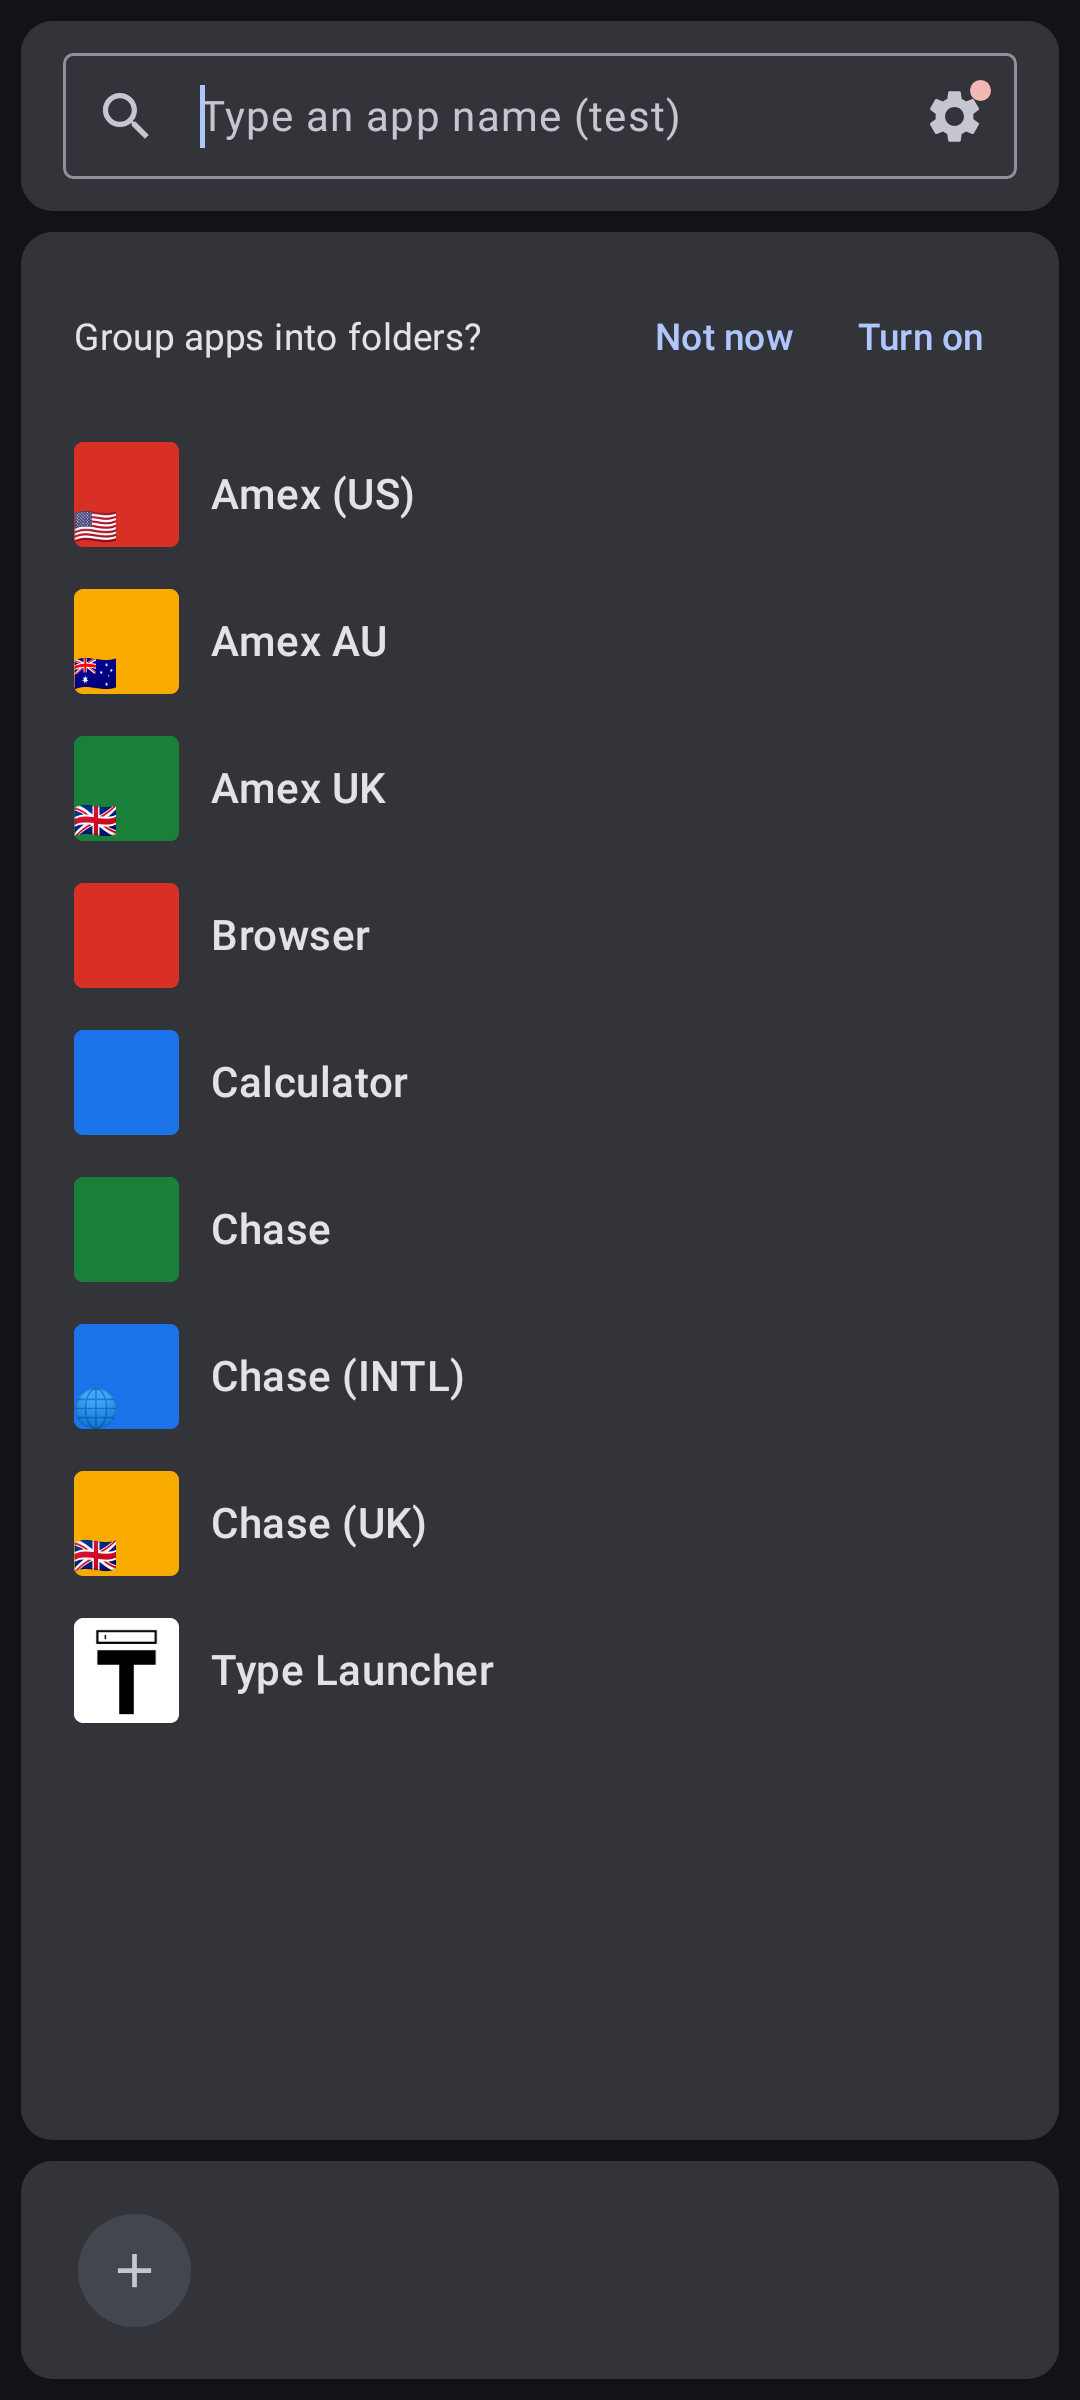 Type an app name (test)
Group apps into folders? Not now Turn on
Amex (US)
Amex AU
Amex UK
Browser
Calculator
Chase
Chase (INTL)
Chase (UK)
T
Type Launcher